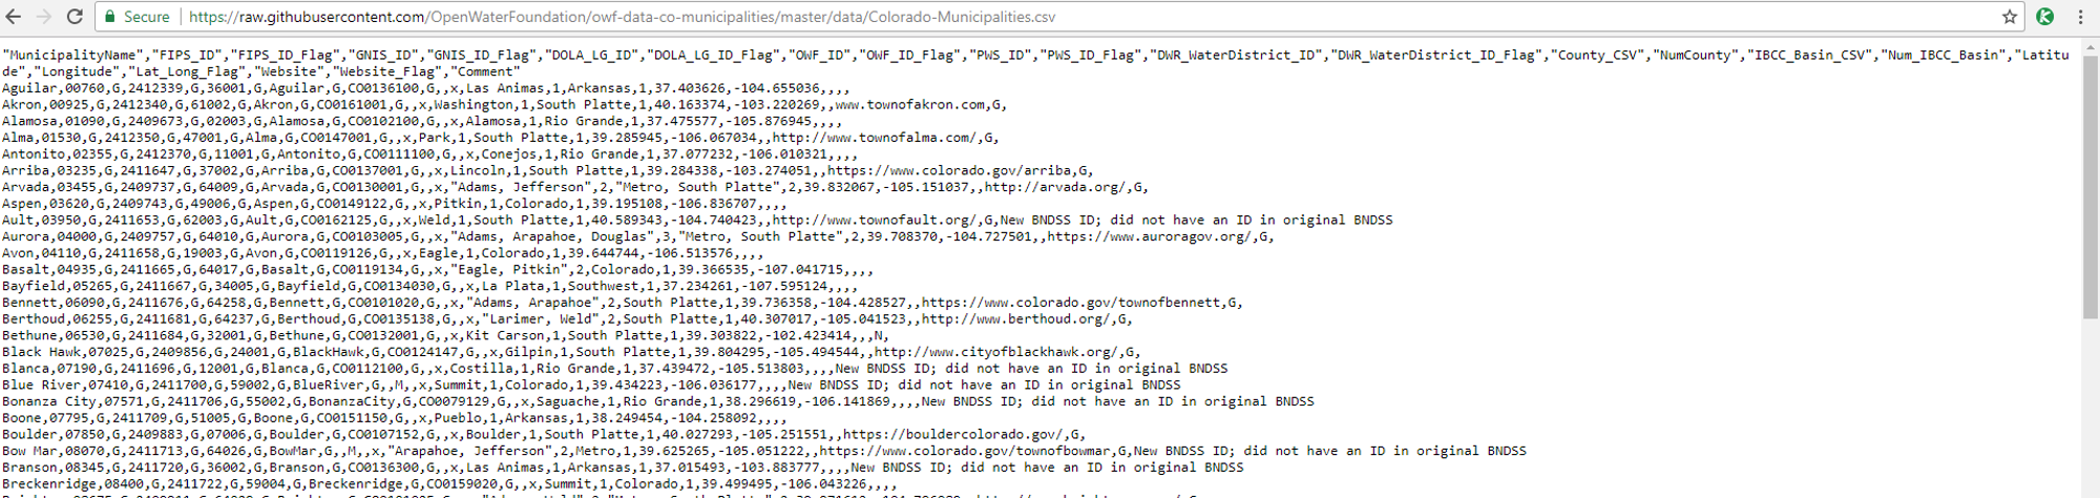 Secure https://raw.githubusercontent.com/OpenWaterFoundation/owf-data-co-municipalities/master/data/Colorado-Municipalities.csv
"MunicipalityName","FIPS_ID","FIPS_ID_Flag","GNIS_ID","GNIS_ID_Flag","DOLA_LG_ID","DOLA_LG_ID_Flag","OWF_ID","OWF_ID_Flag","PWS_ID","PWS_ID_Flag","DWR_WaterDistrict_ID","DWR_WaterDistrict_ID_Flag","County_CSV","NumCounty","IBCC_Basin_CSV","Num_IBCC_Basin","Latitu
de","Longitude","Lat_Long_Flag","Website","Website_Flag","Comment"
Aguilar,00760,G,2412339,G,36001,G,Aguilar,G,CO0136100,G,,x,Las Animas,1,Arkansas,1,37.403626,-104.655036,,,,
Akron,00925,G,2412340,G,61002,G,Akron,G,CO0161001,G,,x,Washington,1,South Platte,1,40.163374,-103.220269,,www.townofakron.com,G,
Alamosa,01090,G,2409673,G,02003,G,Alamosa,G,CO0102100,G,,x,Alamosa,1,Rio Grande,1,37.475577,-105.876945,,,,
Alma,01530,G,2412350,G,47001,G,Alma,G,CO0147001,G,,x,Park,1,South Platte,1,39.285945,-106.067034,,http://www.townofalma.com/,G,
Antonito,02355,G,2412370,G,11001,G,Antonito,G,CO0111100,G,,x,Conejos,1,Rio Grande,1,37.077232,-106.010321,,,,
Arriba,03235,G,2411647,G,37002,G,Arriba,G,CO0137001,G,,x,Lincoln,1,South Platte,1,39.284338,-103.274051,,https://www.colorado.gov/arriba,G,
Arvada,03455,G,2409737,G,64009,G,Arvada,G,CO0130001,G,,x,"Adams, Jefferson",2,"Metro, South Platte",2,39.832067,-105.151037,,http://arvada.org/,G,
Aspen,03620,G,2409743,G,49006,G,Aspen,G,CO0149122,G,,x,Pitkin,1,Colorado,1,39.195108,-106.836707,,,,
Ault,03950,G,2411653,G,62003,G,Ault,G,CO0162125,G,,x,Weld,1,South Platte,1,40.589343,-104.740423,,http://www.townofault.org/,G,New BNDSS ID; did not have an ID in original BNDSS
Aurora,04000,G,2409757,G,64010,G,Aurora,G,CO0103005,G,,x,"Adams, Arapahoe, Douglas",3,"Metro, South Platte",2,39.708370,-104.727501,,https://www.auroragov.org/,G,
Avon,04110,G,2411658,G,19003,G,Avon,G,CO0119126,G,,x,Eagle,1,Colorado,1,39.644744,-106.513576,,,,
Basalt,04935,G,2411665,G,64017,G,Basalt,G,CO0119134,G,,x,"Eagle, Pitkin",2,Colorado,1,39.366535,-107.041715,,,,
Bayfield,05265,G,2411667,G,34005,G,Bayfield,G,CO0134030,G,,x,La Plata,1,Southwest,1,37.234261,-107.595124,,,,
Bennett,06090,G,2411676,G,64258,G,Bennett,G,CO0101020,G,,x,"Adams, Arapahoe",2,South Platte,1,39.736358,-104.428527,,https://www.colorado.gov/townofbennett,G,
Berthoud,06255,G,2411681,G,64237,G,Berthoud,G,CO0135138,G,,x,"Larimer, Weld",2,South Platte,1,40.307017,-105.041523,,http://www.berthoud.org/,G,
Bethune,06530,G,2411684,G,32001,G,Bethune,G,CO0132001,G,,x,Kit Carson,1,South Platte,1,39.303822,-102.423414,,,N,
Black Hawk,07025,G,2409856,G,24001,G,BlackHawk,G,CO0124147,G,,x,Gilpin,1,South Platte,1,39.804295,-105.494544,,http://www.cityofblackhawk.org/,G,
Blanca,07190,G,2411696,G,12001,G,Blanca,G,CO0112100,G,,x,Costilla,1,Rio Grande,1,37.439472,-105.513803,,,,New BNDSS ID; did not have an ID in original BNDSS
Blue River,07410,G,2411700,G,59002,G,BlueRiver,G,,M,,x,Summit,1,Colorado,1,39.434223,-106.036177,,,,New BNDSS ID; did not have an ID in original BNDSS
Bonanza City,07571,G,2411706,G,55002,G,BonanzaCity,G,CO0079129,G,,x,Saguache,1,Rio Grande,1,38.296619,-106.141869,,,,New BNDSS ID; did not have an ID in original BNDSS
Boone,07795,G,2411709,G,51005,G,Boone,G,CO0151150,G,,x,Pueblo,1,Arkansas,1,38.249454,-104.258092,,,,
Boulder,07850,G,2409883,G,07006,G,Boulder,G,CO0107152,G,,x,Boulder,1,South Platte,1,40.027293,-105.251551,,https://bouldercolorado.gov/,G,
Bow Mar,08070,G,2411713,G,64026,G,BowMar,G,,M,,x,"Arapahoe, Jefferson",2,Metro,1,39.625265,-105.051222,,https://www.colorado.gov/townofbowmar,G,New BNDSS ID; did not have an ID in original BNDSS
Branson,08345,G,2411720,G,36002,G,Branson,G,CO0136300,G,,x,Las Animas,1,Arkansas,1,37.015493,-103.883777,,,,New BNDSS ID; did not have an ID in original BNDSS
Breckenridge,08400,G,2411722,G,59004,G,Breckenridge,G,CO0159020,G,,x,Summit,1,Colorado,1,39.499495,-106.043226,,,,